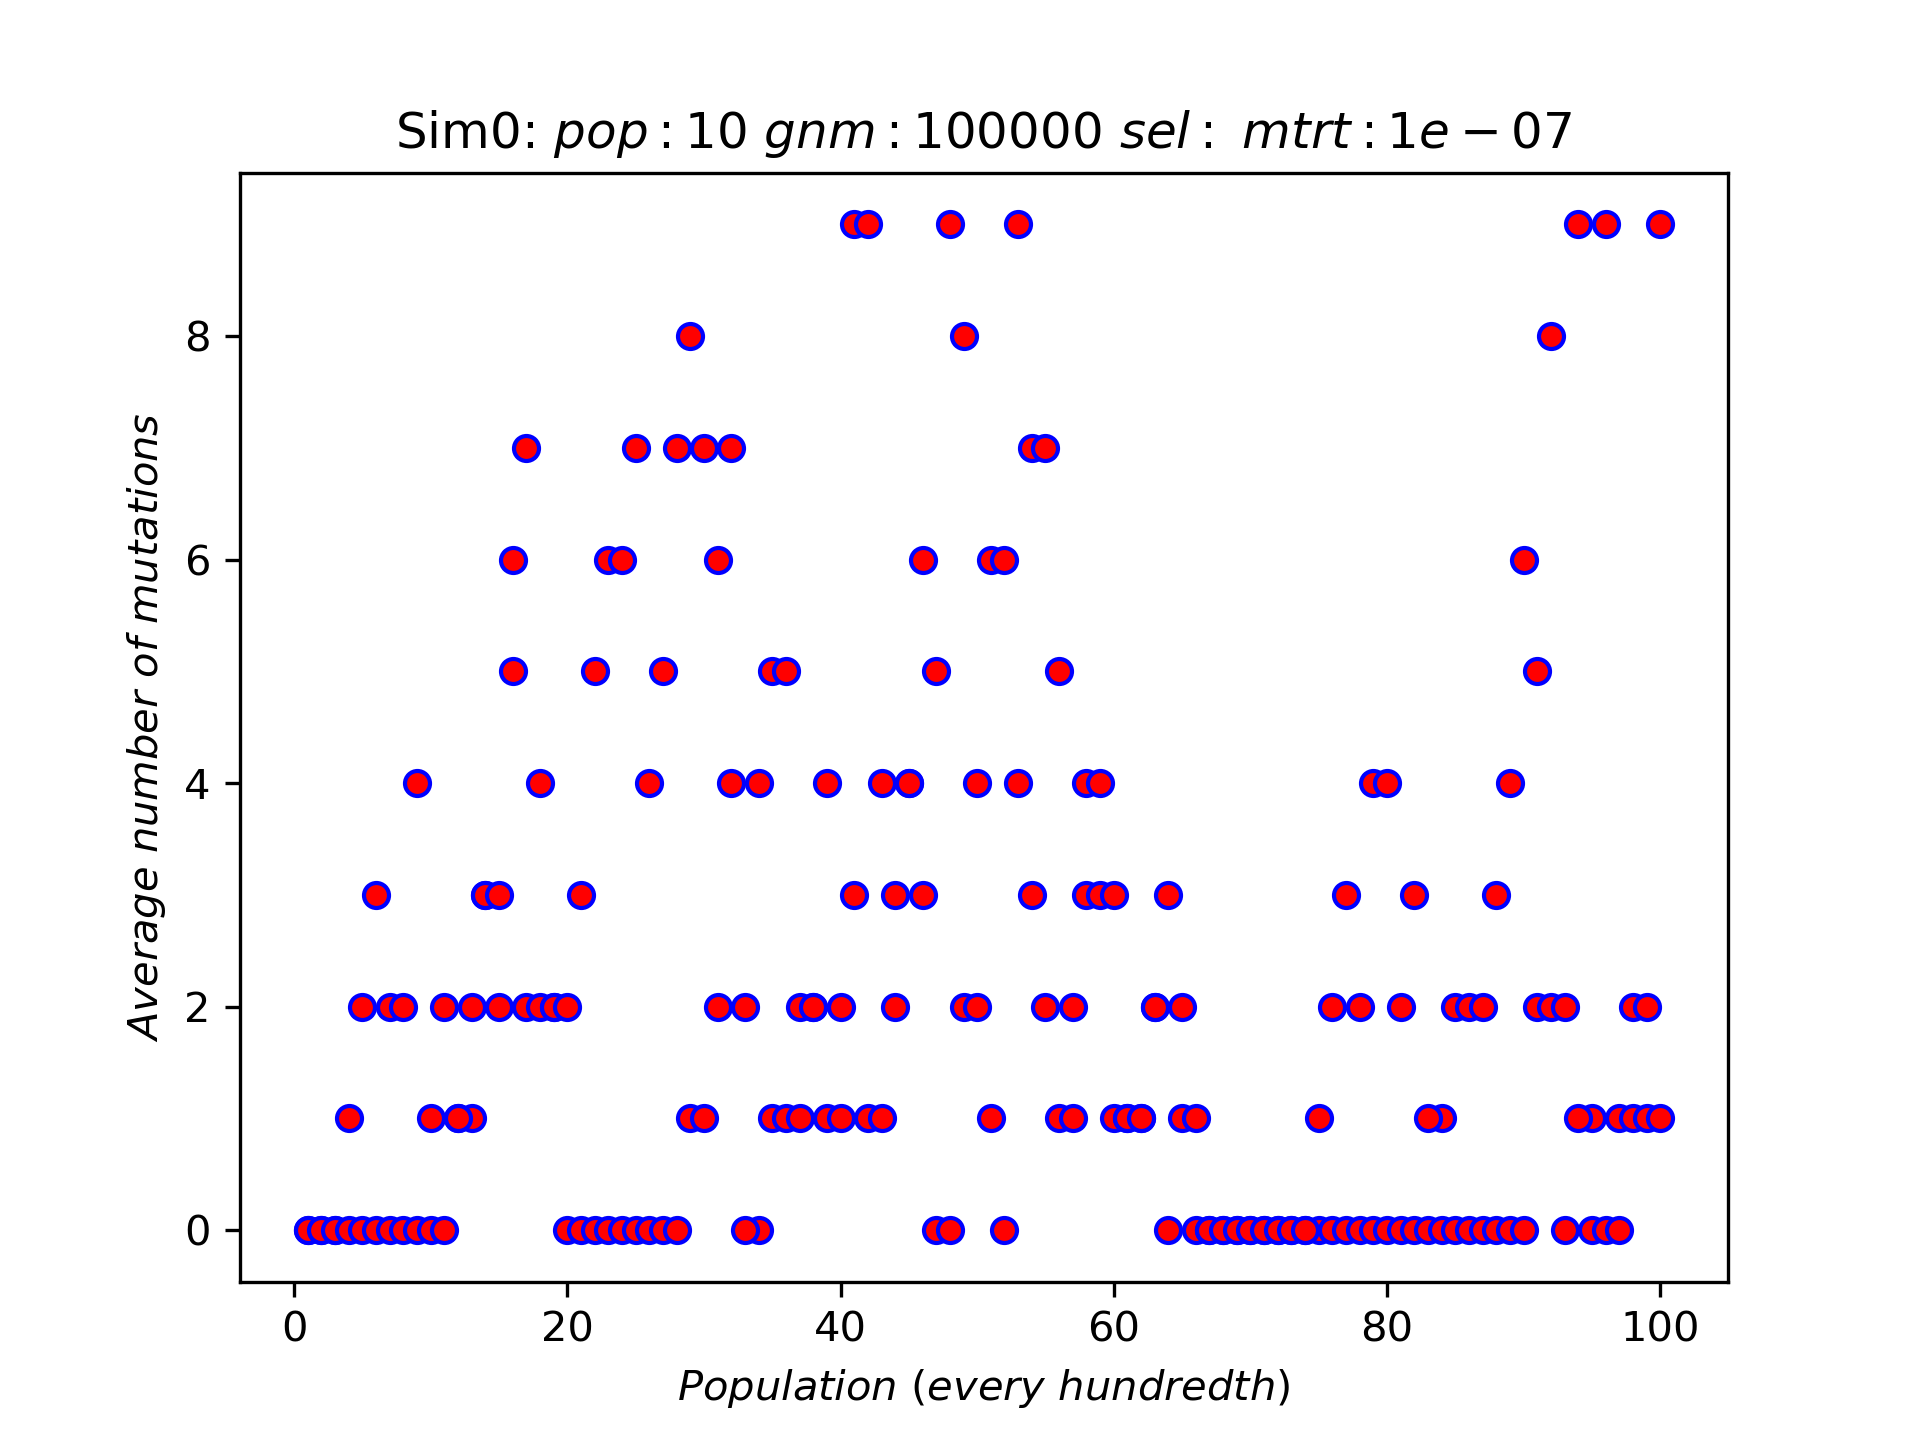 Sim0: pop : 10 gnm : 100000 sel : mtrt : 1e − 07
Average number of mutations
8
6
4
2
0
0 20 40 60 80 100
Population (every hundredth)